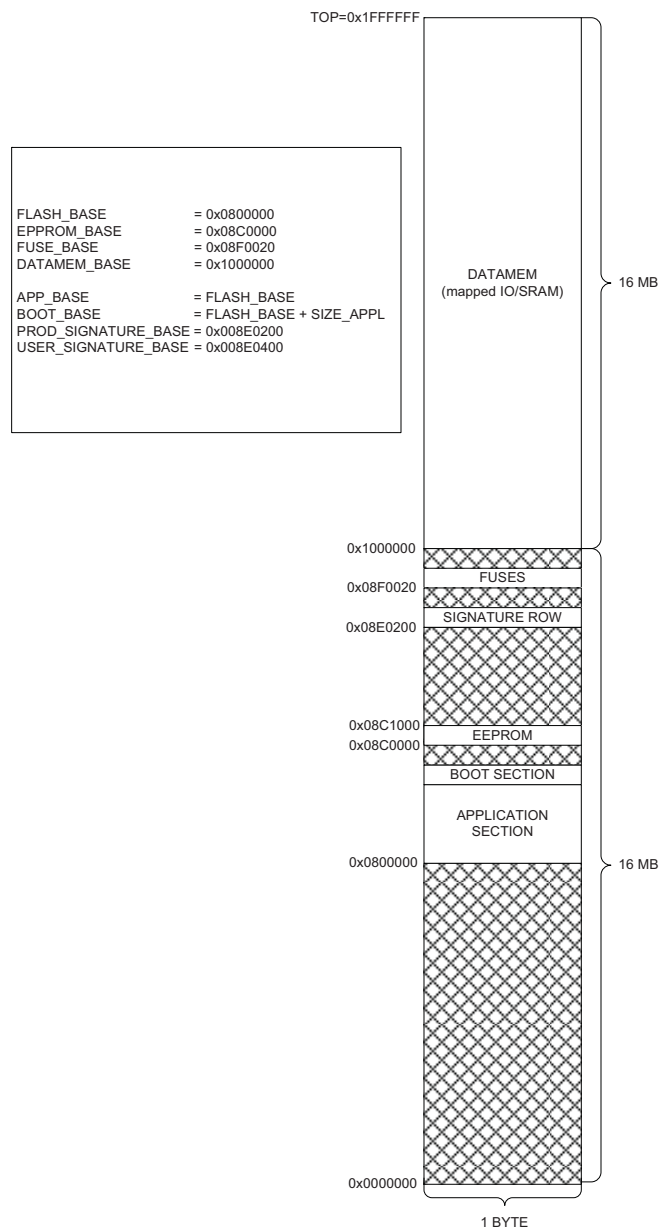 TOP=0x1FFFFFF
FLASH_BASE = 0x0800000
EPPROM_BASE = 0x08C0000
FUSE_BASE = 0x08F0020
DATAMEM_BASE = 0x1000000
APP_BASE = FLASH_BASE
BOOT_BASE = FLASH_BASE + SIZE_APPL
PROD_SIGNATURE_BASE = 0x008E0200
USER_SIGNATURE_BASE = 0x008E0400
DATAMEM
(mapped IO/SRAM)
16 MB
0x1000000
FUSES
0x08F0020
SIGNATURE ROW
0x08E0200
0x08C1000
EEPROM
0x08C0000
BOOT SECTION
APPLICATION
SECTION
0x0800000
16 MB
0x0000000
1 BYTE